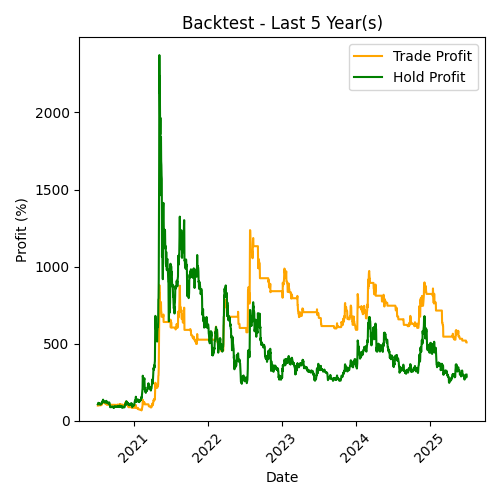 Backtest - Last 5 Year(s)
Trade Profit
Hold Profit
Profit (%)
2000
1500
1000
500
0
2021
2022
2023
2024
2025
Date